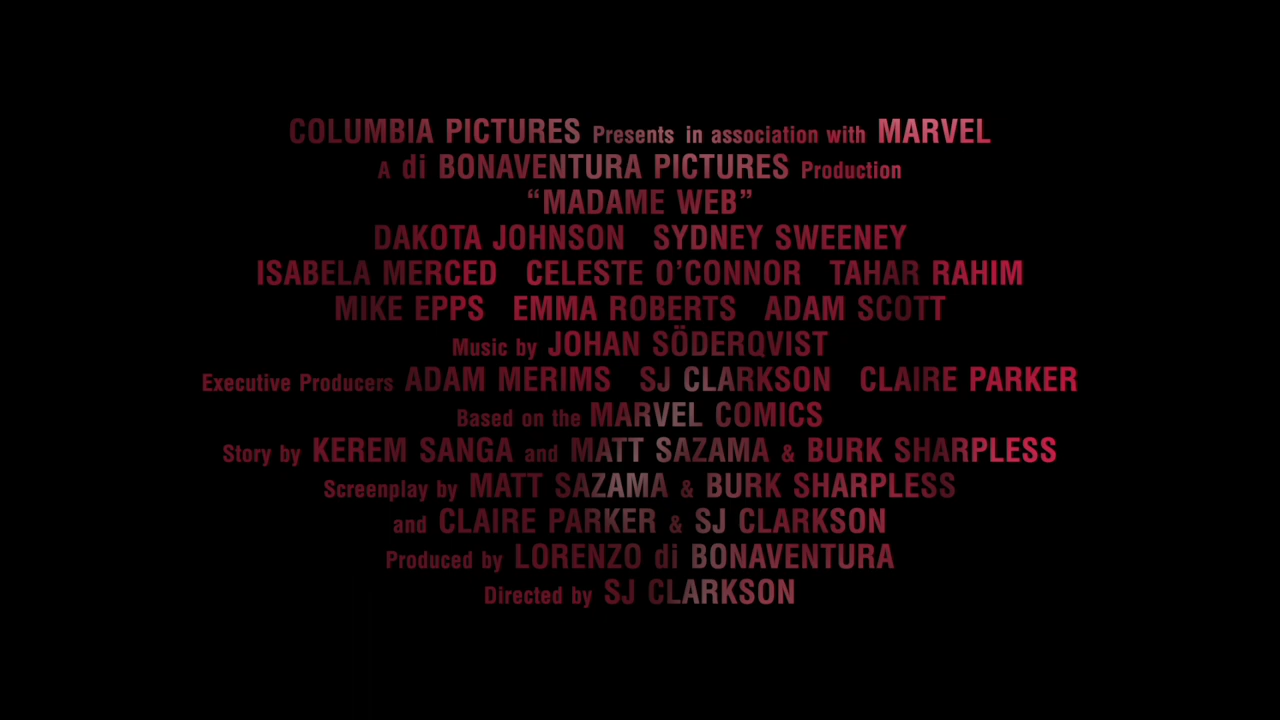 COLUMBIA PICTURES Presents in association with MARVEL
A di BONAVENTURA PICTURES Production
“MADAME WEB”
DAKOTA JOHNSON SYDNEY SWEENEY
ISABELA MERCED CELESTE O’CONNOR TAHAR RAHIM
MIKE EPPS EMMA ROBERTS ADAM SCOTT
Music by JOHAN SÖDERQVIST
Executive Producers ADAM MERIMS SJ CLARKSON CLAIRE PARKER
Based on the MARVEL COMICS
Story by KEREM SANGA and MATT SAZAMA & BURK SHARPLESS
Screenplay by MATT SAZAMA & BURK SHARPLESS
and CLAIRE PARKER & SJ CLARKSON
Produced by LORENZO di BONAVENTURA
Directed by SJ CLARKSON